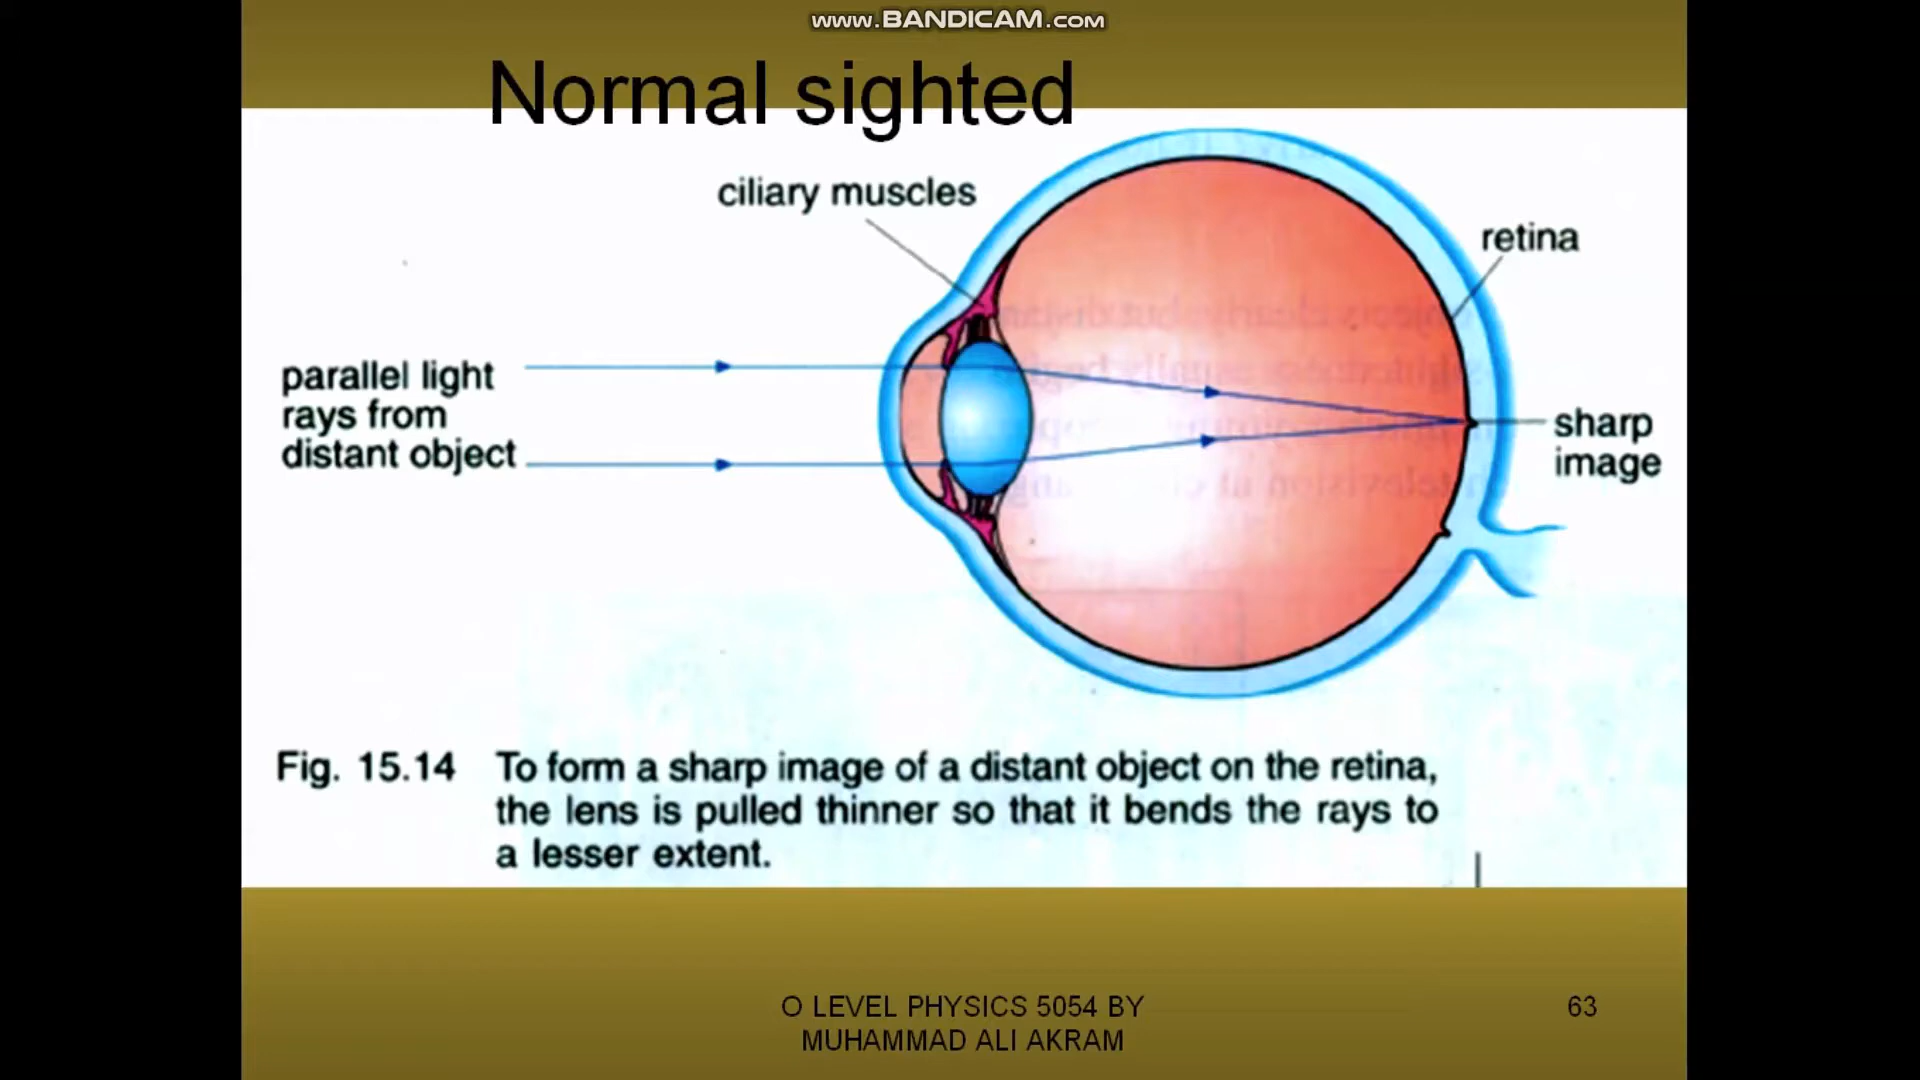 www.BANDICAM.com
Normal sighted
ciliary muscles
retina
parallel light
rays from
distant object
sharp
image
Fig. 15.14 To form a sharp image of a distant object on the retina,
the lens is pulled thinner so that it bends the rays to
a lesser extent.
O LEVEL PHYSICS 5054 BY
MUHAMMAD ALI AKRAM
63